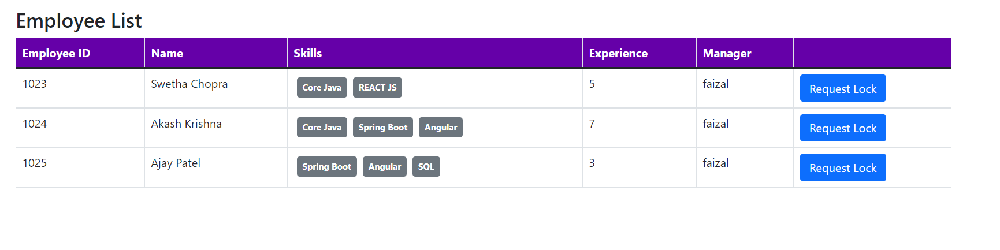 Employee List
Employee ID Name Skills Experience Manager
1023 Swetha Chopra Core Java REACT JS 5 faizal Request Lock
1024 Akash Krishna Core Java Spring Boot Angular 7 faizal Request Lock
1025 Ajay Patel Spring Boot Angular SQL 3 faizal Request Lock